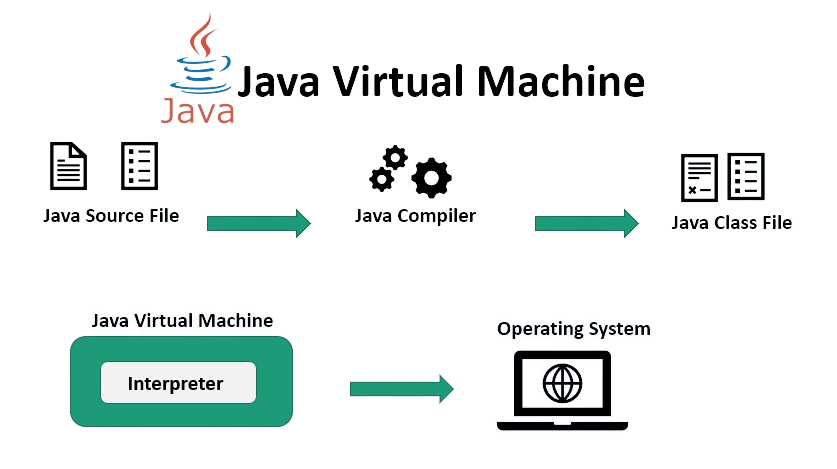 Java
Java Virtual Machine
Java Source File
Java Compiler
Java Class File
Java Virtual Machine
Interpreter
Operating System